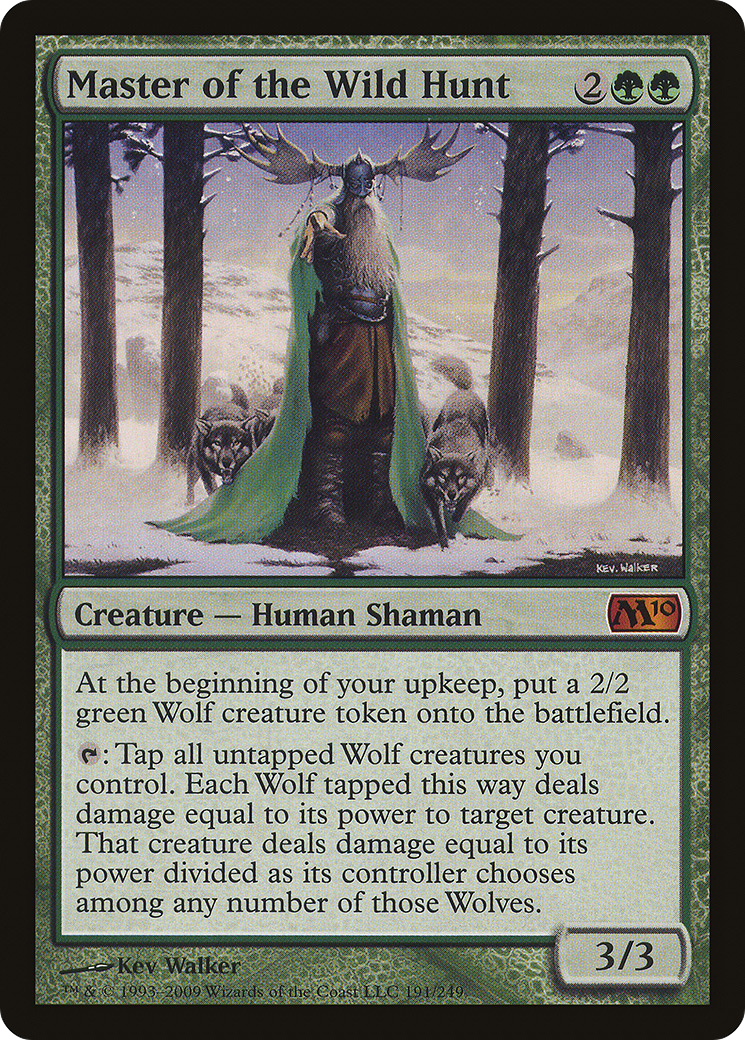 Master of the Wild Hunt 2
KEV. WALKER
Creature — Human Shaman M10
At the beginning of your upkeep, put a 2/2
green Wolf creature token onto the battlefield.
: Tap all untapped Wolf creatures you
control. Each Wolf tapped this way deals
damage equal to its power to target creature.
That creature deals damage equal to its
power divided as its controller chooses
among any number of those Wolves.
3/3
Kev Walker
™ & © 1993–2009 Wizards of the Coast LLC 191/249